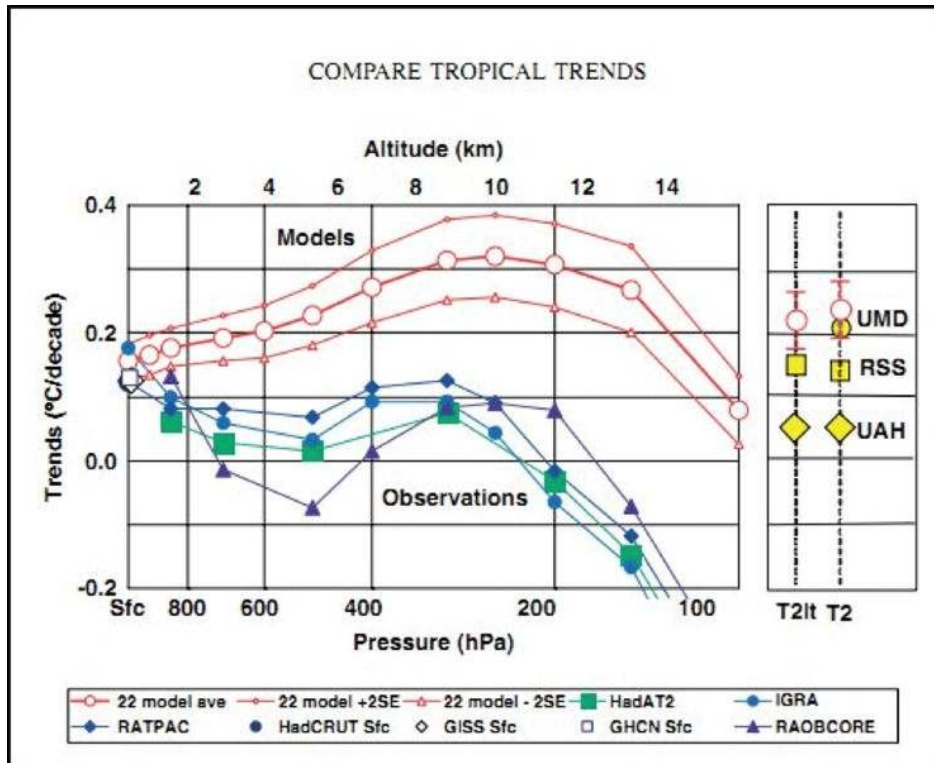 COMPARE TROPICAL TRENDS
Altitude (km)
2 4 6 8 10 12 14
0.4
Models
0.2
UMD
RSS
Trends (ºC/decade)
UAH
0.0
Observations
-0.2
Sfc 800 600 400 200 100
T2lt T2
Pressure (hPa)
22 model ave 22 model +2SE 22 model - 2SE HadAT2 IGRA
RATPAC HadCRUT Sfc GISS Sfc GHCN Sfc RAOBCORE